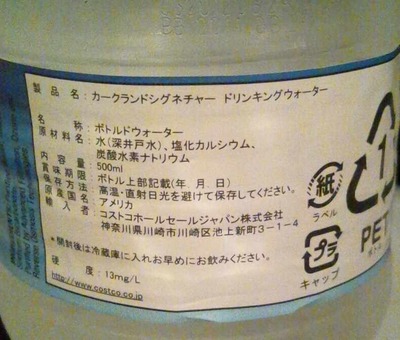 製品名：カークランドシグネチャー ドリンキングウォーター
名称：ボトルドウォーター
原材料名：水（深井戸水）、塩化カルシウム、
炭酸水素ナトリウム
内容量：500ml
賞味期限：ボトル上部記載（年．月．日）
保存方法：高温・直射日光を避けて保存してください。
原産国名：アメリカ
輸入者：コストコホールセールジャパン株式会社
神奈川県川崎市川崎区池上新町3－1－4
＊開封後は冷蔵庫に入れお早めにお飲みください。
硬度：13mg/L
http://www.costco.co.jp
紙
ラベル
プラ
キャップ
1
PET
ボトル